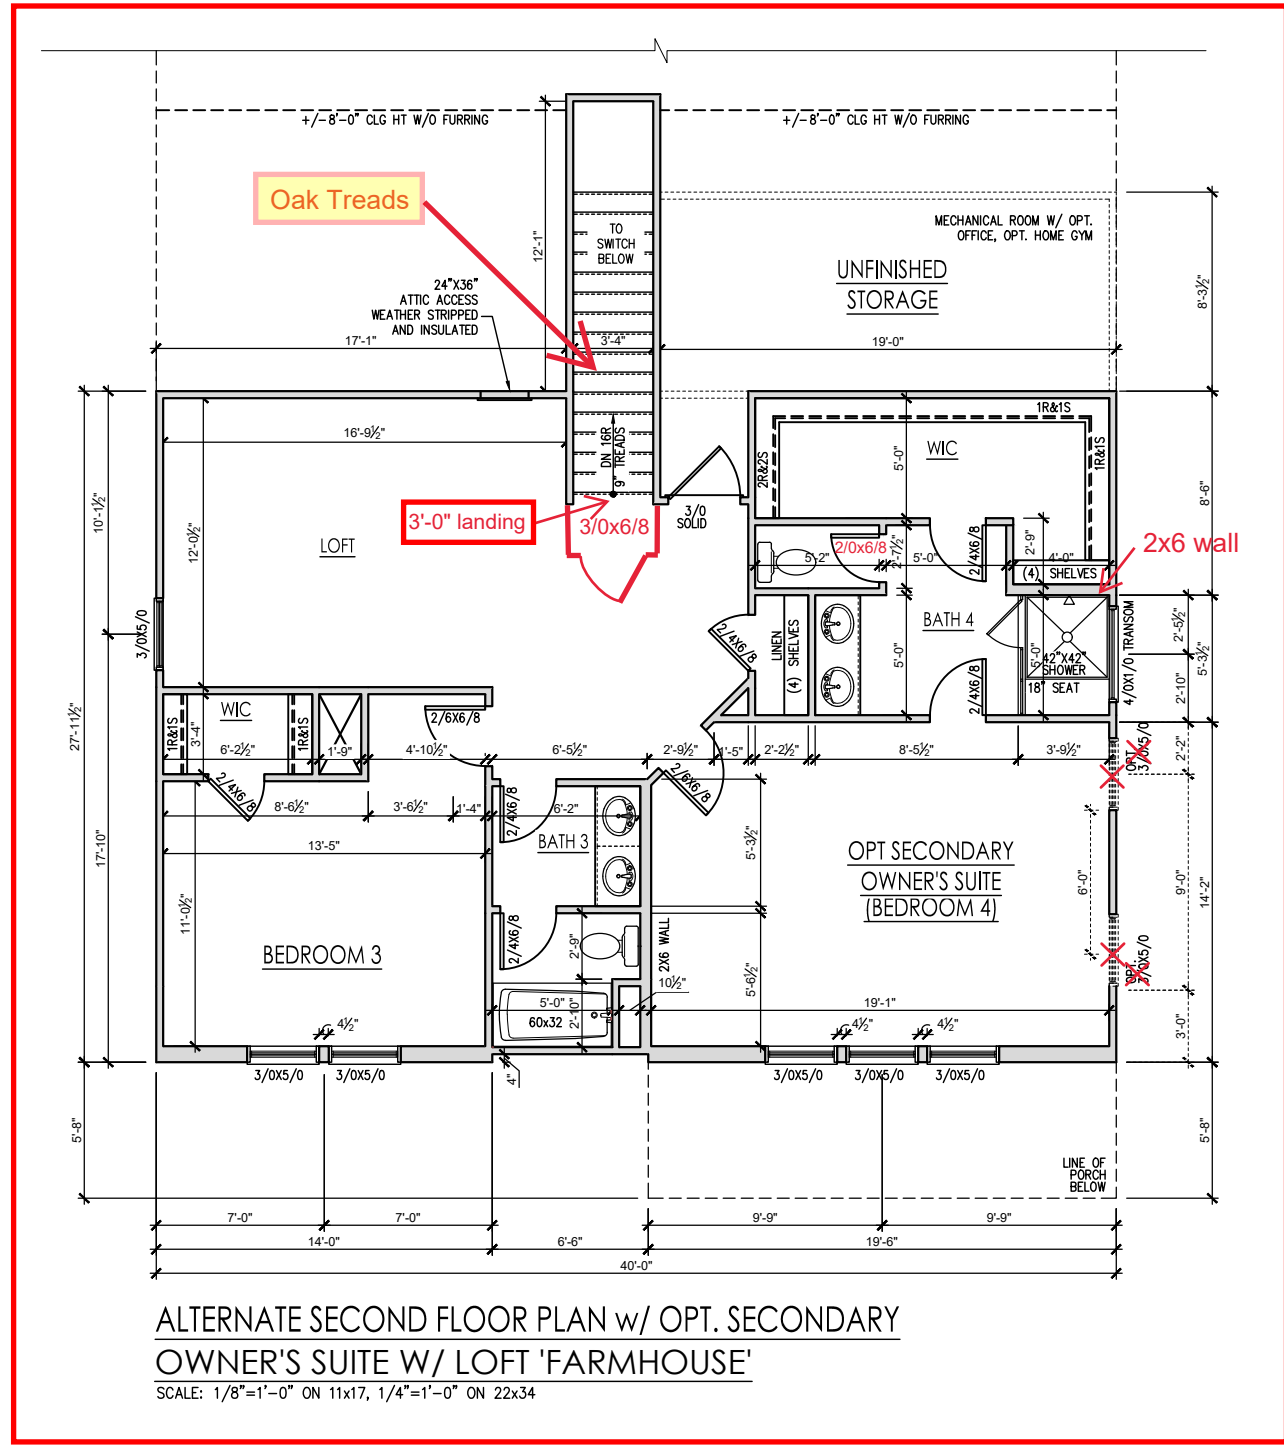 +/-8'-0" CLG HT W/O FURRING
+/-8'-0" CLG HT W/O FURRING
Oak Treads
12'-1"
TO
SWITCH
BELOW
MECHANICAL ROOM W/ OPT.
OFFICE, OPT. HOME GYM
UNFINISHED
STORAGE
8'-3½"
24"X36"
ATTIC ACCESS
WEATHER STRIPPED
AND INSULATED
17'-1"
3'-4"
19'-0"
16'-9½"
DN 16R
9" TREADS
1R&1S
2R&2S
5'-0"
WIC
1R&1S
8'-6"
10'-1½"
12'-0½"
LOFT
3'-0" landing
3/0x6/8
3/0
SOLID
2x6 wall
5'-2"
2/0x6/8
2'-7½"
5'-0"
2/4X6/8
2'-9"
4'-0"
(4) SHELVES
3/0X5/0
2/4X6/8
LINEN
(4) SHELVES
5'-0"
BATH 4
2/4X6/8
5'-0"
42"X42"
SHOWER
18" SEAT
4/0X1/0 TRANSOM
2'-5½"
5'-3½"
2'-10"
27'-11½"
1R&1S
3'-4"
WIC
1R&1S
2/6X6/8
6'-2½"
1'-9"
4'-10½"
6'-5½"
2'-9½"
1'-5"
2'-2½"
8'-5½"
3'-9½"
OPT.
3/0X5/0
2'-2"
2/4X6/8
2/6X6/8
8'-6½"
3'-6½"
1'-4"
2/4X6/8
6'-2"
17'-10"
13'-5"
BATH 3
5'-3½"
OPT SECONDARY
OWNER'S SUITE
(BEDROOM 4)
6'-0"
9'-0"
14'-2"
11'-0½"
BEDROOM 3
2/4X6/8
2'-9"
2X6 WALL
10½"
5'-6½"
OPT.
3/0X5/0
5'-0"
60x32
2'-10"
19'-1"
4½"
4½"
4½"
3'-0"
3/0X5/0
3/0X5/0
4"
3/0X5/0
3/0X5/0
3/0X5/0
5'-8"
5'-8"
LINE OF
PORCH
BELOW
7'-0"
7'-0"
9'-9"
9'-9"
14'-0"
6'-6"
19'-6"
40'-0"
ALTERNATE SECOND FLOOR PLAN w/ OPT. SECONDARY
OWNER'S SUITE W/ LOFT 'FARMHOUSE'
SCALE: 1/8"=1'-0" ON 11x17, 1/4"=1'-0" ON 22x34